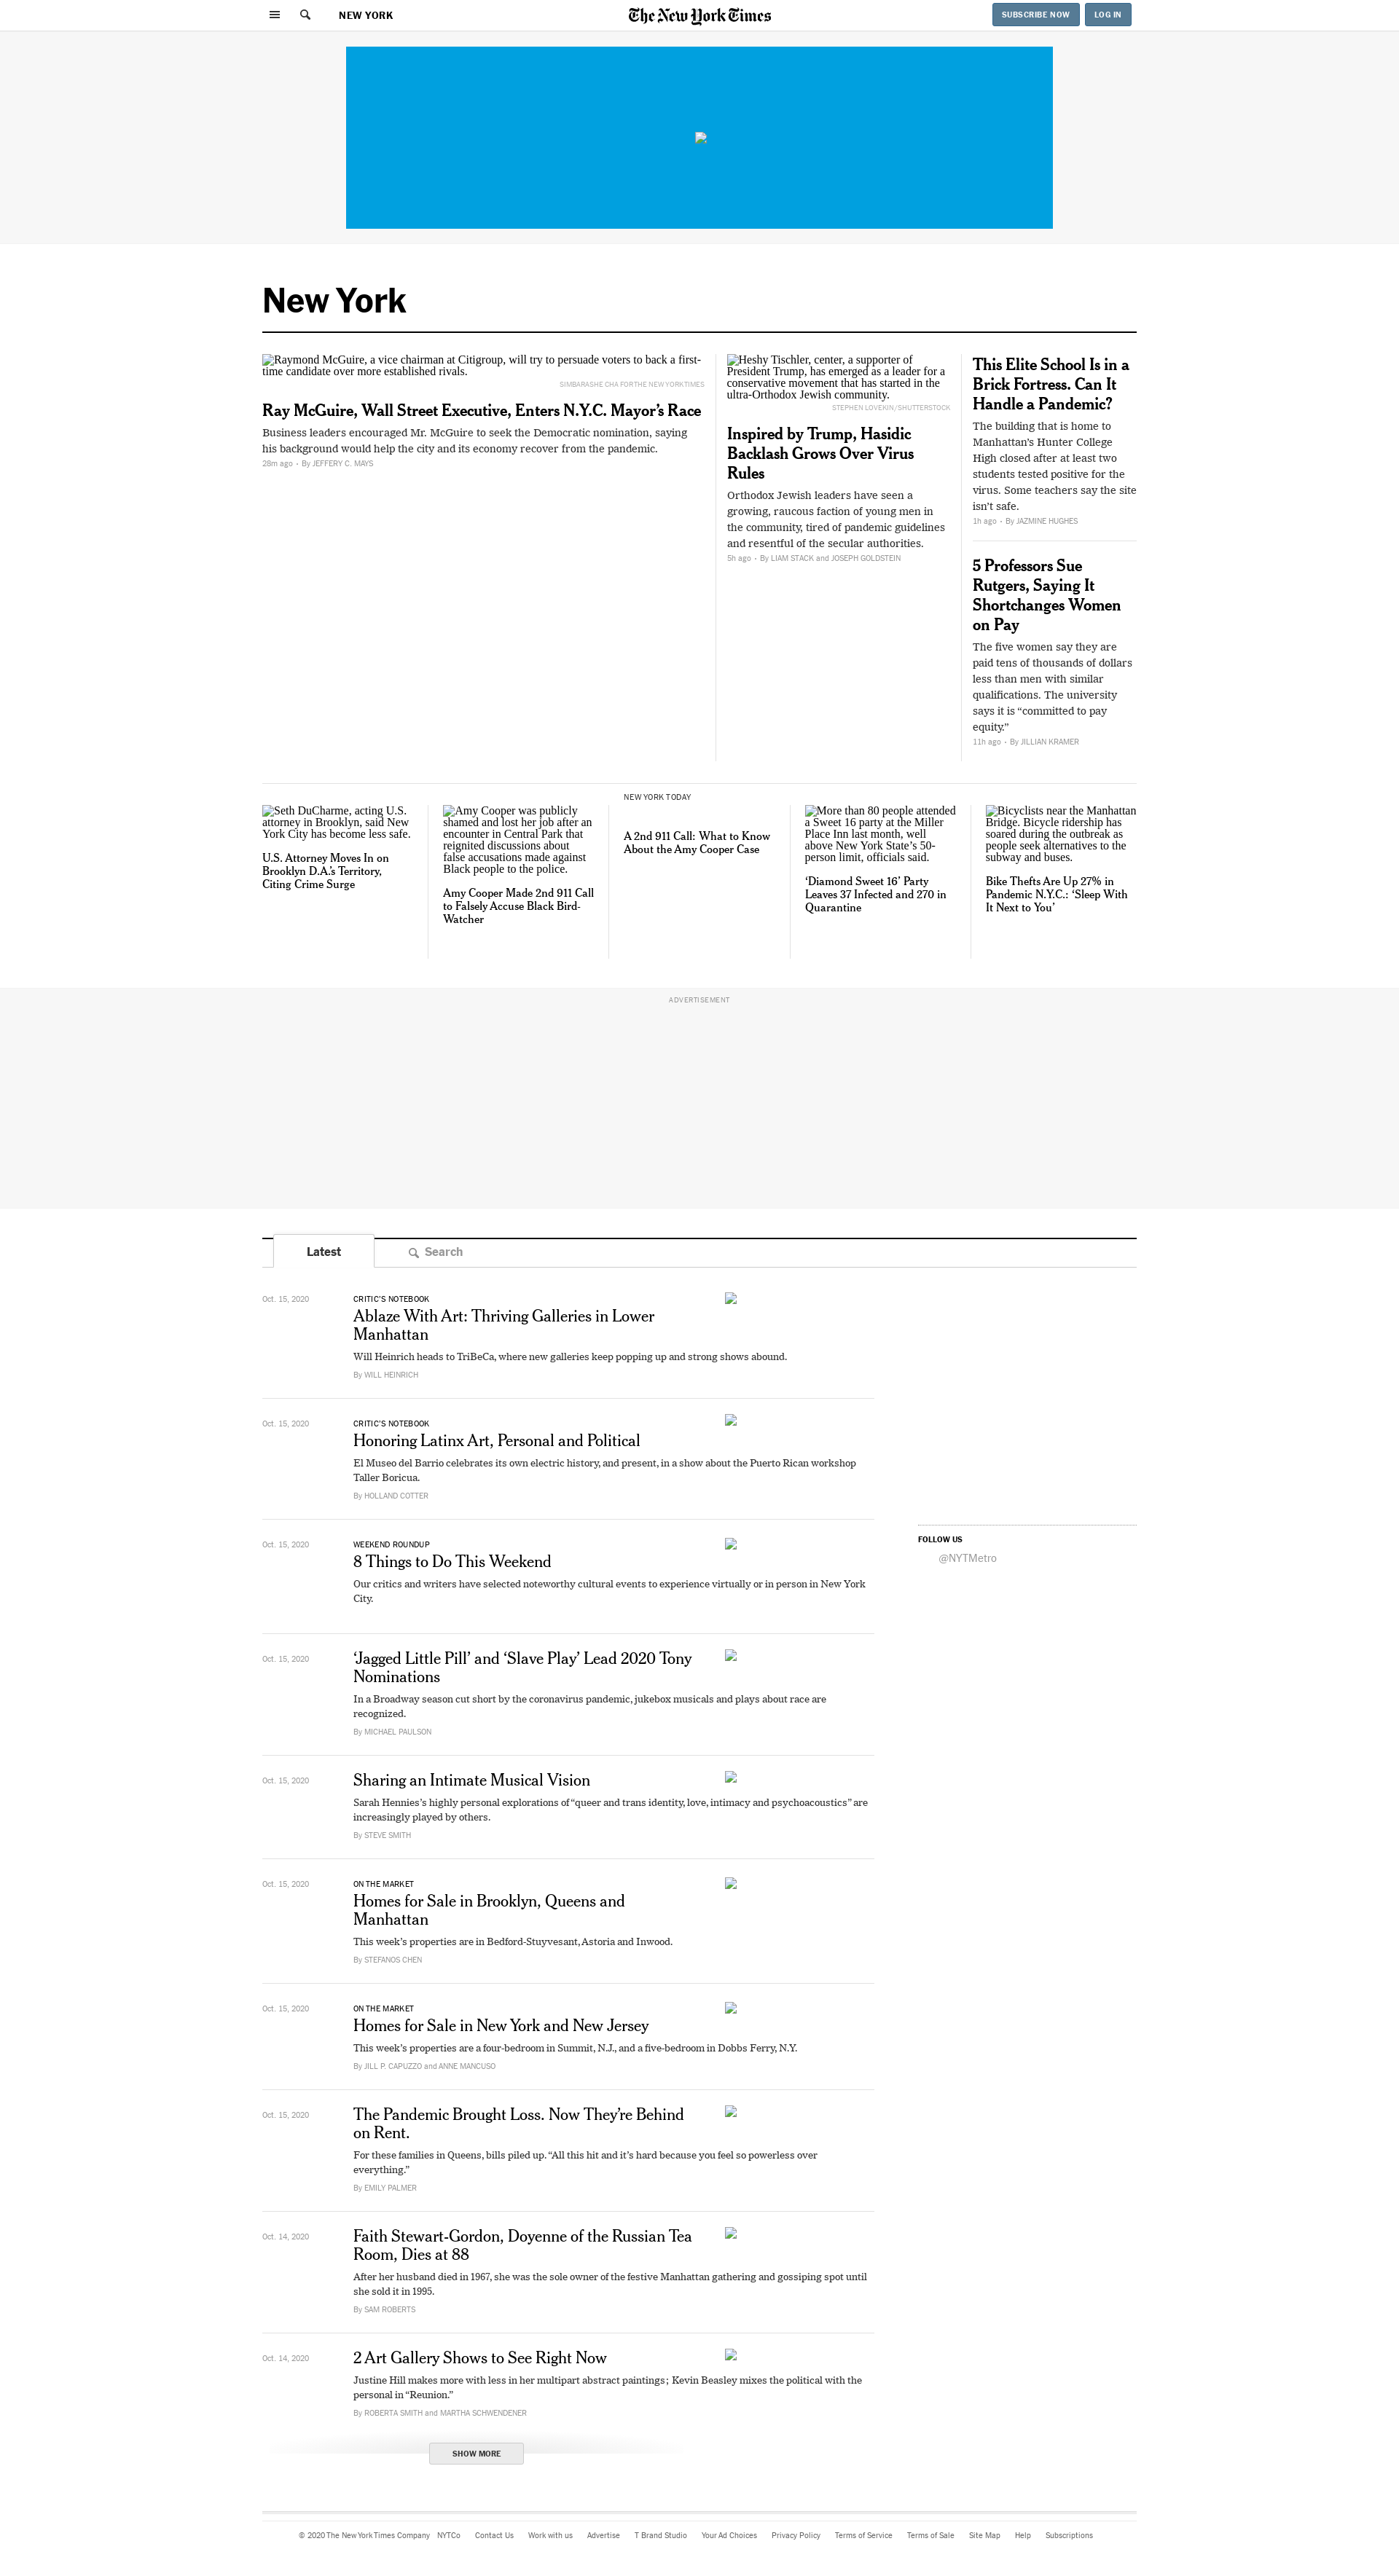 NEW YORK
The New York Times
SUBSCRIBE NOW
LOG IN
New York
Raymond McGuire, a vice chairman at Citigroup, will try to persuade voters to back a first-
time candidate over more established rivals.
SIMBARASHE CHA FOR THE NEW YORK TIMES
Ray McGuire, Wall Street Executive, Enters N.Y.C. Mayor’s Race
Business leaders encouraged Mr. McGuire to seek the Democratic nomination, saying
his background would help the city and its economy recover from the pandemic.
28m ago • By JEFFERY C. MAYS
Heshy Tischler, center, a supporter of
President Trump, has emerged as a leader for a
conservative movement that has started in the
ultra-Orthodox Jewish community.
STEPHEN LOVEKIN/SHUTTERSTOCK
Inspired by Trump, Hasidic
Backlash Grows Over Virus
Rules
Orthodox Jewish leaders have seen a
growing, raucous faction of young men in
the community, tired of pandemic guidelines
and resentful of the secular authorities.
5h ago • By LIAM STACK and JOSEPH GOLDSTEIN
This Elite School Is in a
Brick Fortress. Can It
Handle a Pandemic?
The building that is home to
Manhattan’s Hunter College
High closed after at least two
students tested positive for the
virus. Some teachers say the site
isn’t safe.
1h ago • By JAZMINE HUGHES
5 Professors Sue
Rutgers, Saying It
Shortchanges Women
on Pay
The five women say they are
paid tens of thousands of dollars
less than men with similar
qualifications. The university
says it is “committed to pay
equity.”
11h ago • By JILLIAN KRAMER
Seth DuCharme, acting U.S.
attorney in Brooklyn, said New
York City has become less safe.
U.S. Attorney Moves In on
Brooklyn D.A.’s Territory,
Citing Crime Surge
Amy Cooper was publicly
shamed and lost her job after an
encounter in Central Park that
reignited discussions about
false accusations made against
Black people to the police.
Amy Cooper Made 2nd 911 Call
to Falsely Accuse Black Bird-
Watcher
NEW YORK TODAY
A 2nd 911 Call: What to Know
About the Amy Cooper Case
More than 80 people attended
a Sweet 16 party at the Miller
Place Inn last month, well
above New York State’s 50-
person limit, officials said.
‘Diamond Sweet 16’ Party
Leaves 37 Infected and 270 in
Quarantine
Bicyclists near the Manhattan
Bridge. Bicycle ridership has
soared during the outbreak as
people seek alternatives to the
subway and buses.
Bike Thefts Are Up 27% in
Pandemic N.Y.C.: ‘Sleep With
It Next to You’
ADVERTISEMENT
Latest
Search
Oct. 15, 2020
CRITIC’S NOTEBOOK
Ablaze With Art: Thriving Galleries in Lower
Manhattan
Will Heinrich heads to TriBeCa, where new galleries keep popping up and strong shows abound.
By WILL HEINRICH
Oct. 15, 2020
CRITIC’S NOTEBOOK
Honoring Latinx Art, Personal and Political
El Museo del Barrio celebrates its own electric history, and present, in a show about the Puerto Rican workshop
Taller Boricua.
By HOLLAND COTTER
FOLLOW US
@NYTMetro
Oct. 15, 2020
WEEKEND ROUNDUP
8 Things to Do This Weekend
Our critics and writers have selected noteworthy cultural events to experience virtually or in person in New York
City.
Oct. 15, 2020
‘Jagged Little Pill’ and ‘Slave Play’ Lead 2020 Tony
Nominations
In a Broadway season cut short by the coronavirus pandemic, jukebox musicals and plays about race are
recognized.
By MICHAEL PAULSON
Oct. 15, 2020
Sharing an Intimate Musical Vision
Sarah Hennies’s highly personal explorations of “queer and trans identity, love, intimacy and psychoacoustics” are
increasingly played by others.
By STEVE SMITH
Oct. 15, 2020
ON THE MARKET
Homes for Sale in Brooklyn, Queens and
Manhattan
This week’s properties are in Bedford-Stuyvesant, Astoria and Inwood.
By STEFANOS CHEN
Oct. 15, 2020
ON THE MARKET
Homes for Sale in New York and New Jersey
This week’s properties are a four-bedroom in Summit, N.J., and a five-bedroom in Dobbs Ferry, N.Y.
By JILL P. CAPUZZO and ANNE MANCUSO
Oct. 15, 2020
The Pandemic Brought Loss. Now They’re Behind
on Rent.
For these families in Queens, bills piled up. “All this hit and it’s hard because you feel so powerless over
everything.”
By EMILY PALMER
Oct. 14, 2020
Faith Stewart-Gordon, Doyenne of the Russian Tea
Room, Dies at 88
After her husband died in 1967, she was the sole owner of the festive Manhattan gathering and gossiping spot until
she sold it in 1995.
By SAM ROBERTS
Oct. 14, 2020
2 Art Gallery Shows to See Right Now
Justine Hill makes more with less in her multipart abstract paintings; Kevin Beasley mixes the political with the
personal in “Reunion.”
By ROBERTA SMITH and MARTHA SCHWENDENER
SHOW MORE
© 2020 The New York Times Company NYTCo Contact Us Work with us Advertise T Brand Studio Your Ad Choices Privacy Policy Terms of Service Terms of Sale Site Map Help Subscriptions